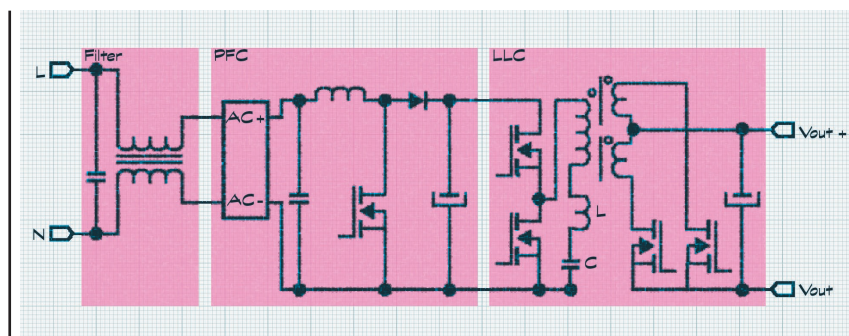 Filter
PFC
LLC
L
AC+
Vout +
AC-
L
N
C
Vout